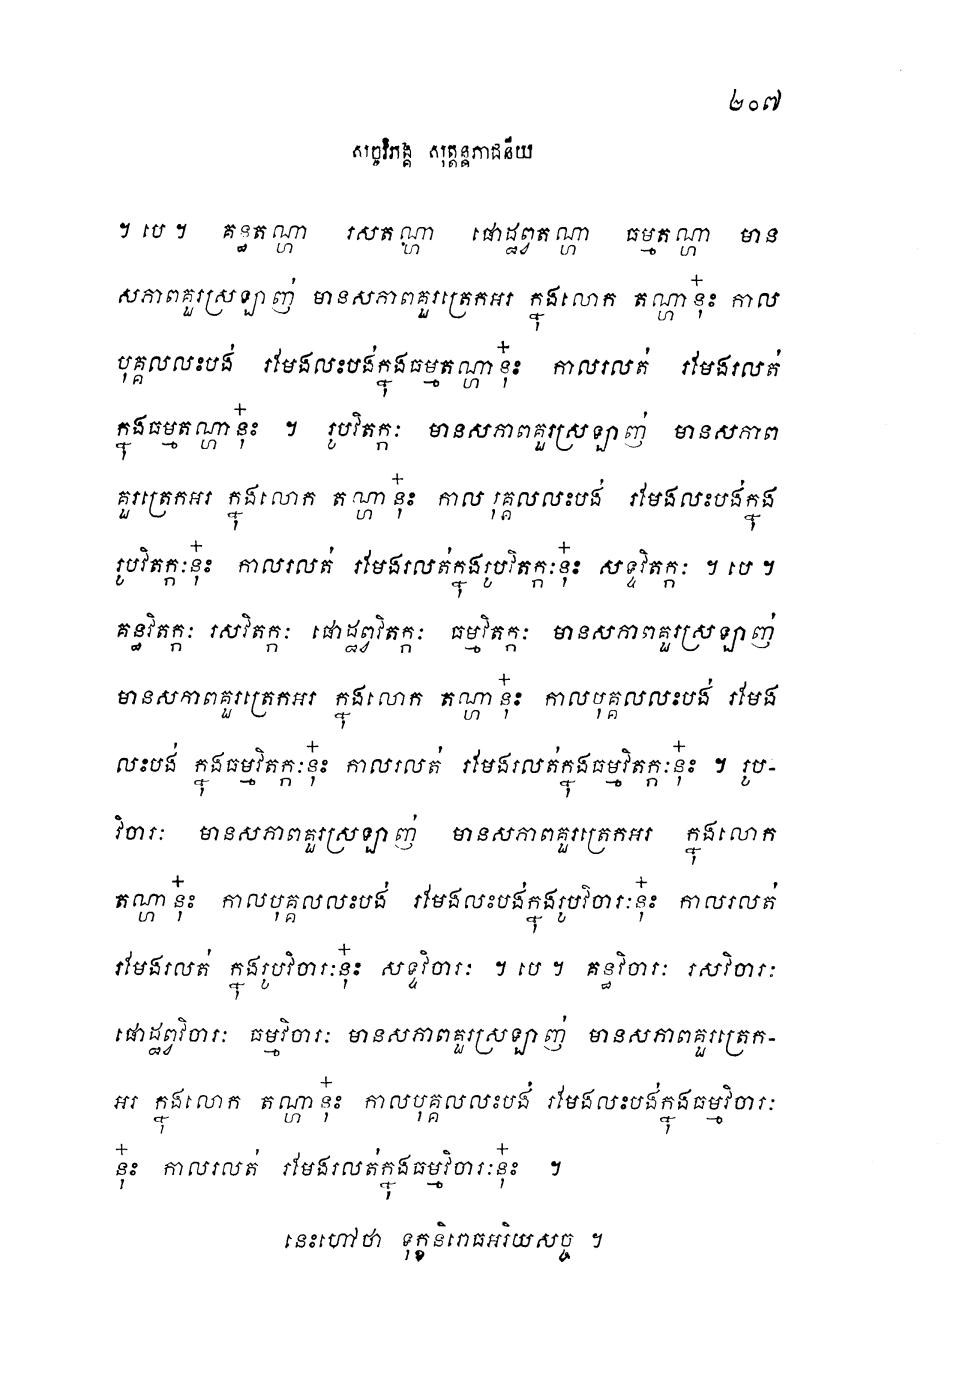 ២០៧
សច្ចវិភង្គ សុត្តន្តភាជនីយ
។ បេ ។ គន្ធតណ្ហា រសតណ្ហា ផោដ្ឋព្វតណ្ហា ធម្មតណ្ហា មាន
សភាពគួរស្រឡាញ់ មានសភាពគួរត្រេកអរ ក្នុងលោក តណ្ហានុ៎ះ កាល
បុគ្គលលះបង់ រមែងលះបង់ក្នុងធម្មតណ្ហានុ៎ះ កាលរលត់ រមែងរលត់
ក្នុងធម្មតណ្ហានុ៎ះ ។ រូបវិតក្កៈ មានសភាពគួរស្រឡាញ់ មានសភាព
គួរត្រេកអរ ក្នុងលោក តណ្ហានុ៎ះ កាលបុគ្គលលះបង់ រមែងលះបង់ក្នុង
រូបវិតក្កៈនុ៎ះ កាលរលត់ រមែងរលត់ក្នុងរូបវិតក្កៈនុ៎ះ សទ្ទវិតក្កៈ ។ បេ ។
គន្ធវិតក្កៈ រសវិតក្កៈ ផោដ្ឋព្វវិតក្កៈ ធម្មវិតក្កៈ មានសភាពគួរស្រឡាញ់
មានសភាពគួរត្រេកអរ ក្នុងលោក តណ្ហានុ៎ះ កាលបុគ្គលលះបង់ រមែង
លះបង់ ក្នុងធម្មវិតក្កៈនុ៎ះ កាលរលត់ រមែងរលត់ក្នុងធម្មវិតក្កៈនុ៎ះ ។ រូប-
វិចារៈ មានសភាពគួរស្រឡាញ់ មានសភាពគួរត្រេកអរ ក្នុងលោក
តណ្ហានុ៎ះ កាលបុគ្គលលះបង់ រមែងលះបង់ក្នុងរូបវិចារៈនុ៎ះ កាលរលត់
រមែងរលត់ ក្នុងរូបវិចារៈនុ៎ះ សទ្ទវិចារៈ ។ បេ ។ គន្ធវិចារៈ រសវិចារៈ
ផោដ្ឋព្វវិចារៈ ធម្មវិចារៈ មានសភាពគួរស្រឡាញ់ មានសភាពគួរត្រេក-
អរ ក្នុងលោក តណ្ហានុ៎ះ កាលបុគ្គលលះបង់ រមែងលះបង់ក្នុងធម្មវិចារៈ
នុ៎ះ កាលរលត់ រមែងរលត់ក្នុងធម្មវិចារៈនុ៎ះ ។
នេះហៅថា ទុក្ខនិរោធអរិយសច្ច ។